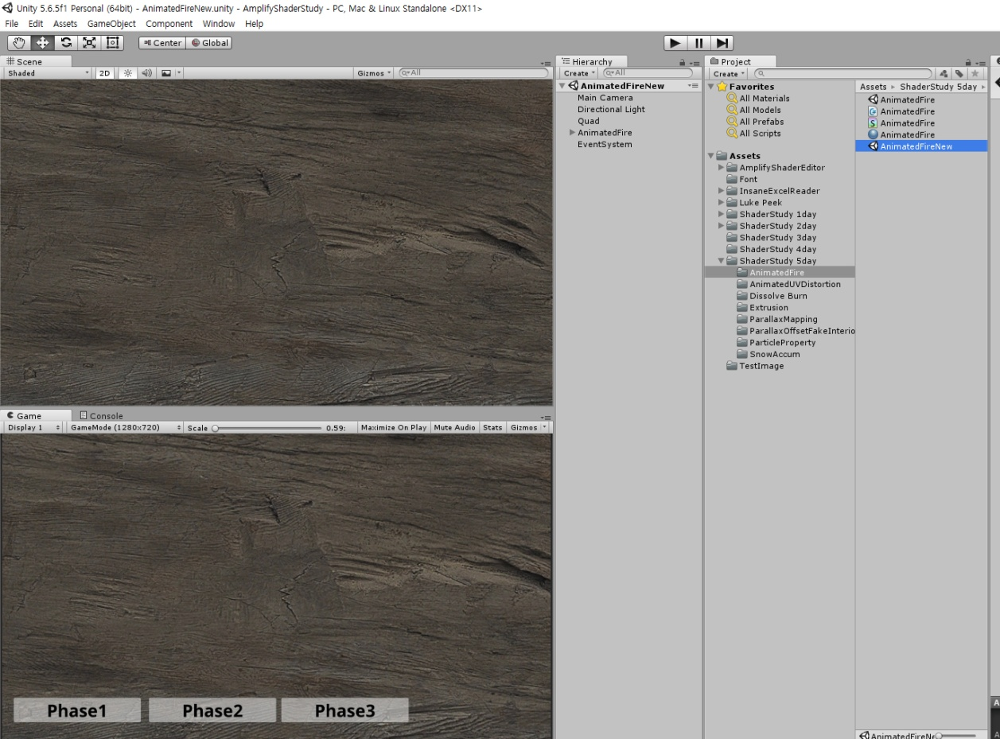 Unity 5.6.5f1 Personal (64bit) - AnimatedFireNew.unity - AmplifyShaderStudy - PC, Mac & Linux Standalone <DX11>
File Edit Assets GameObject Component Window Help
Center Global
Scene
Shaded 2D Gizmos All
Game Console
Display 1 GameMode (1280x720) Scale 0.59: Maximize On Play Mute Audio Stats Gizmos
Phase1 Phase2 Phase3
Hierarchy
Create All
AnimatedFireNew
Main Camera
Directional Light
Quad
AnimatedFire
EventSystem
Project
Create
Favorites
All Materials
All Models
All Prefabs
All Scripts
Assets
AmplifyShaderEditor
Font
InsaneExcelReader
Luke Peek
ShaderStudy 1day
ShaderStudy 2day
ShaderStudy 3day
ShaderStudy 4day
ShaderStudy 5day
AnimatedFire
AnimatedUVDistortion
Dissolve Burn
Extrusion
ParallaxMapping
ParallaxOffsetFakeInterio
ParticleProperty
SnowAccum
TestImage
Assets ShaderStudy 5day
AnimatedFire
AnimatedFire
AnimatedFire
AnimatedFire
AnimatedFireNew
AnimatedFireNe